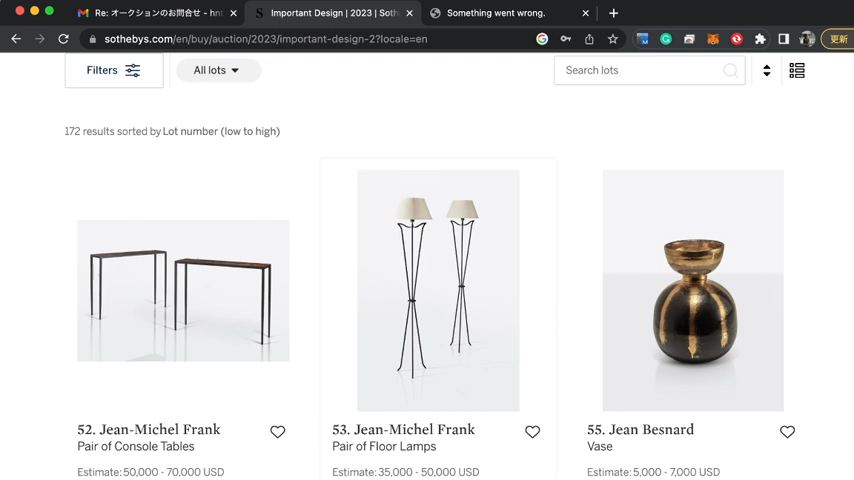 Re: オークションのお問合せ - hnt
Important Design | 2023 | Sothe
Something went wrong.
sothebys.com/en/buy/auction/2023/important-design-2?locale=en
更新
Filters
All lots
Search lots
172 results sorted by Lot number (low to high)
52. Jean-Michel Frank
Pair of Console Tables
Estimate: 50,000 - 70,000 USD
53. Jean-Michel Frank
Pair of Floor Lamps
Estimate: 35,000 - 50,000 USD
55. Jean Besnard
Vase
Estimate: 5,000 - 7,000 USD